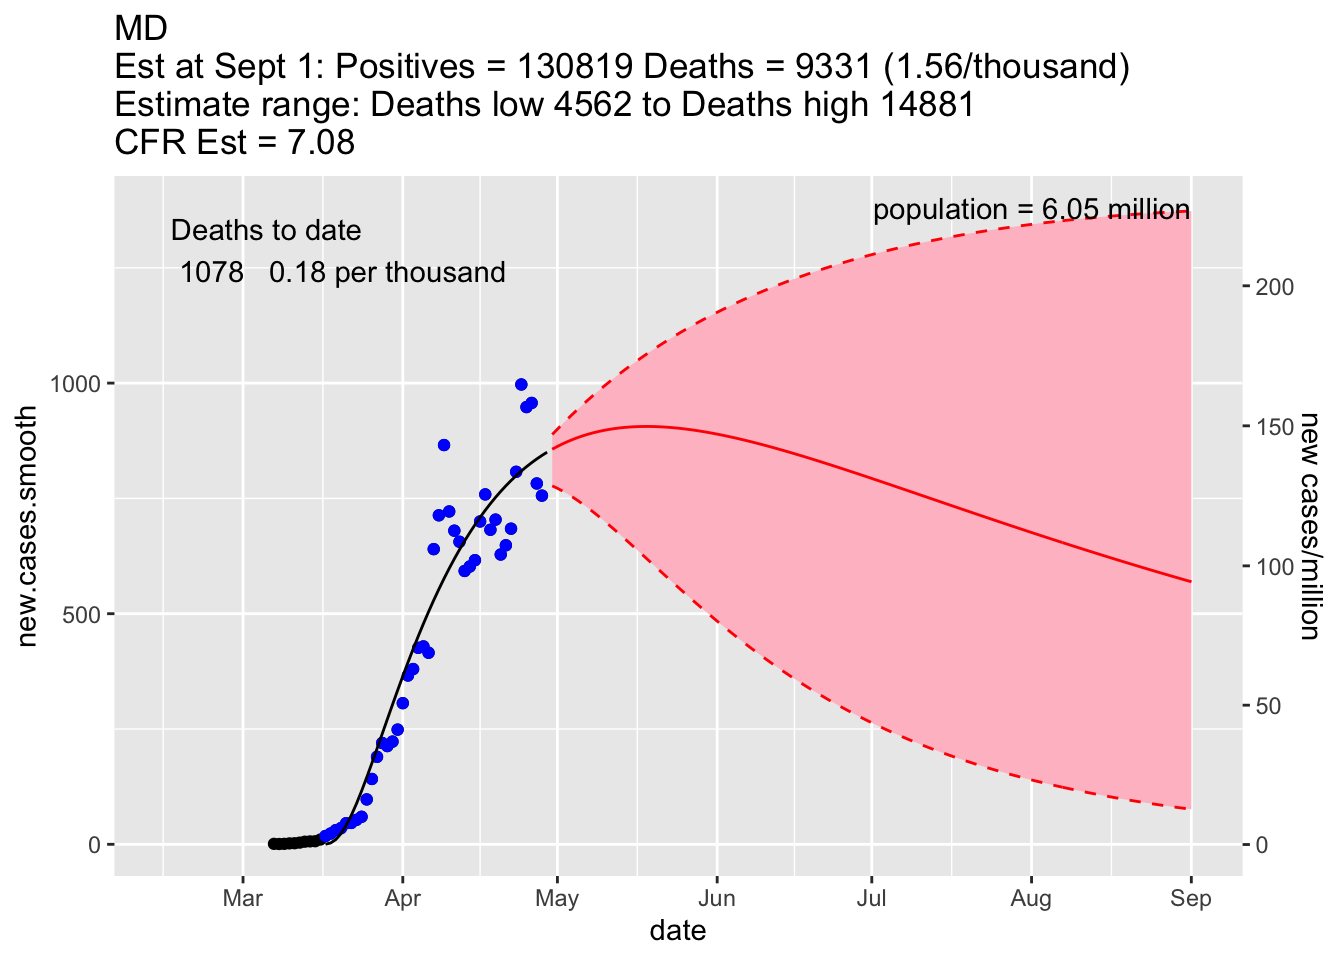 MD
Est at Sept 1: Positives = 130819 Deaths = 9331 (1.56/thousand)
Estimate range: Deaths low 4562 to Deaths high 14881
CFR Est = 7.08
population = 6.05 million
Deaths to date
1078 0.18 per thousand
new.cases.smooth
1000
500
0
new cases/million
200
150
100
50
0
Mar Apr May Jun Jul Aug Sep
date